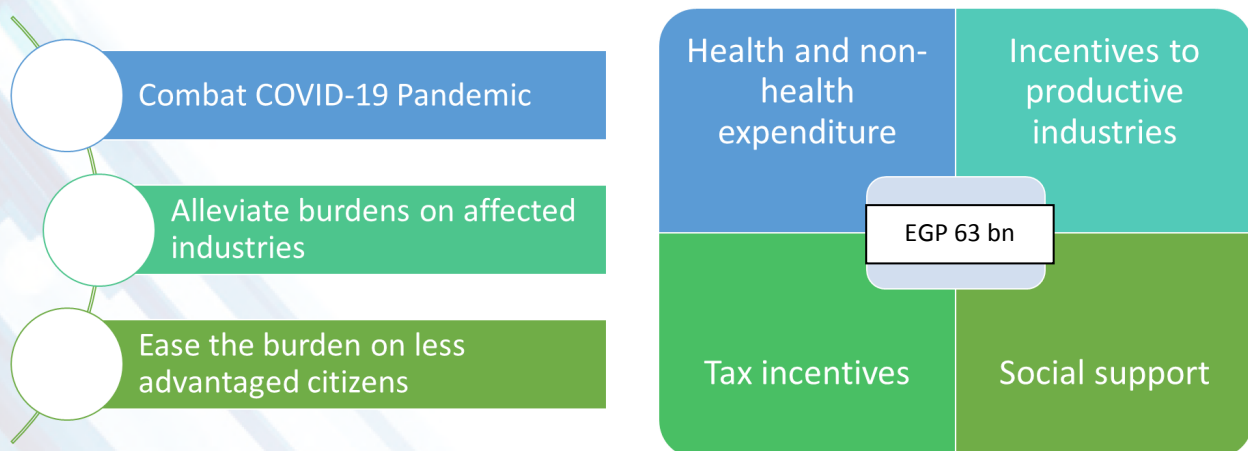 Combat COVID-19 Pandemic
Alleviate burdens on affected
industries
Ease the burden on less
advantaged citizens
Health and non-
health
expenditure
Incentives to
productive
industries
EGP 63 bn
Tax incentives
Social support